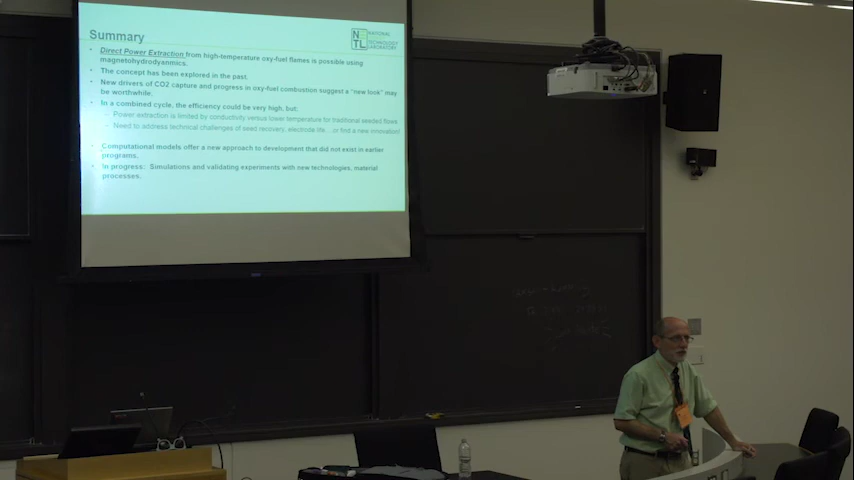 Summary
NATIONAL
TECHNOLOGY
LABORATORY
N
TL
• Direct Power Extraction from high-temperature oxy-fuel flames is possible using
magnetohydrodyanmics.
• The concept has been explored in the past.
• New drivers of CO2 capture and progress in oxy-fuel combustion suggest a "new look" may
be worthwhile.
• In a combined cycle, the efficiency could be very high, but:
– Power extraction is limited by conductivity versus lower temperature for traditional seeded flows
– Need to address technical challenges of seed recovery, electrode life ... or find a new innovation!
• Computational models offer a new approach to development that did not exist in earlier
programs.
• In progress: Simulations and validating experiments with new technologies, material
processes.